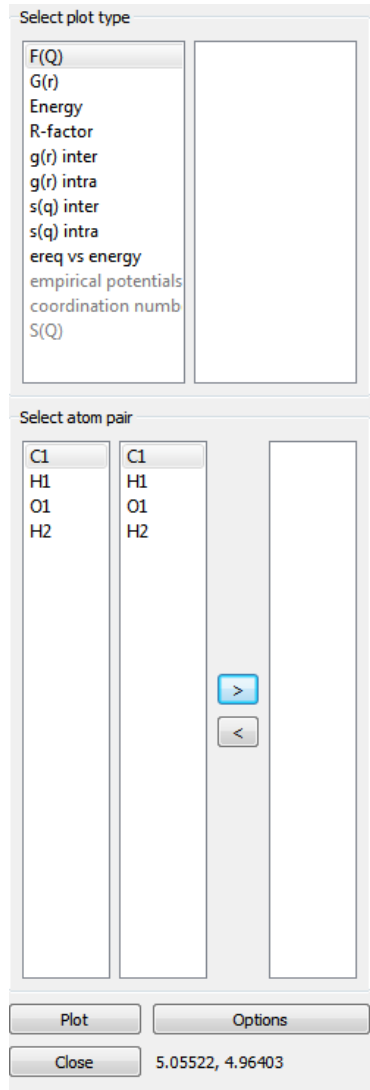 Select plot type
F(Q)
G(r)
Energy
R-factor
g(r) inter
g(r) intra
s(q) inter
s(q) intra
ereq vs energy
empirical potentials
coordination numb
S(Q)
Select atom pair
C1 C1
H1 H1
O1 O1
H2 H2
>
<
Plot Options
Close 5.05522, 4.96403